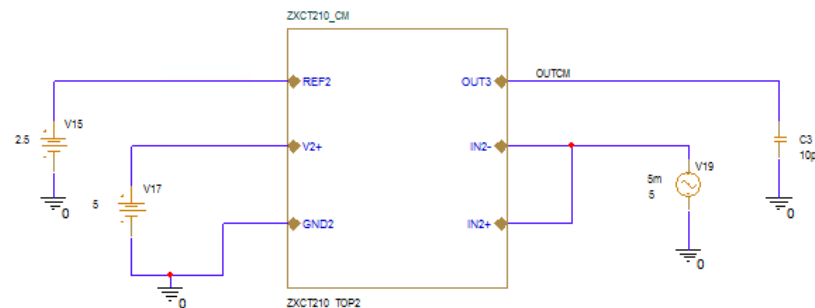 ZXCT210_CM
REF2
OUT3
OUTCM
V15
2.5
0
V2+
IN2-
V17
5
0
GND2
IN2+
V19
5m
5
0
C3
10p
0
ZXCT210_TOP2